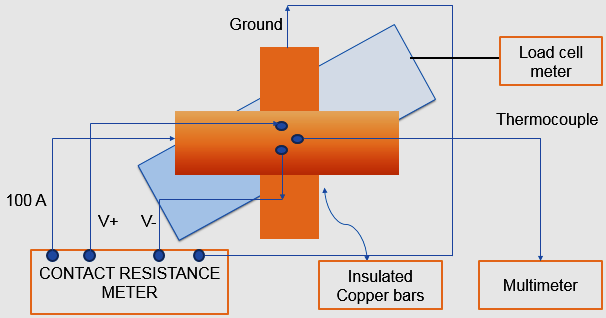 Ground
Load cell
meter
Thermocouple
100 A
V+
V-
CONTACT RESISTANCE
METER
Insulated
Copper bars
Multimeter